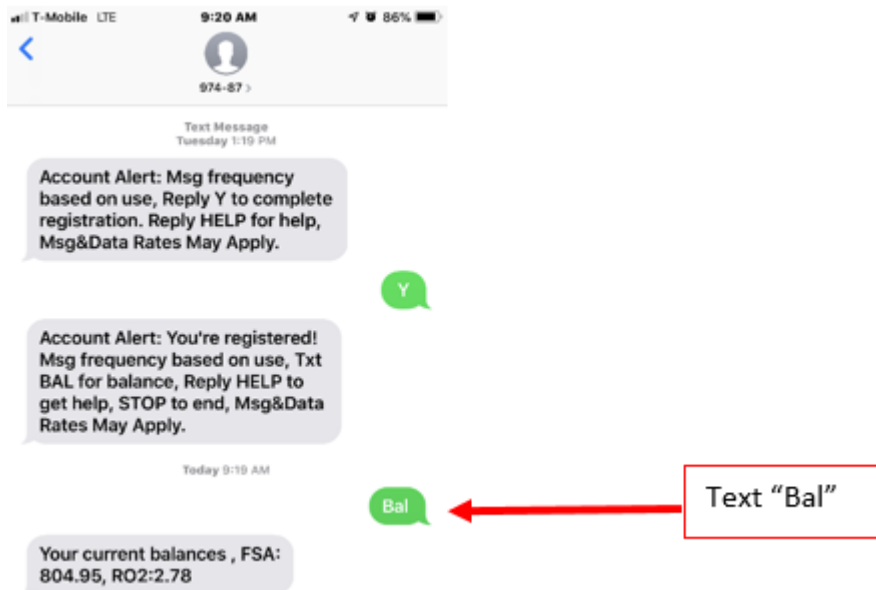 T-Mobile LTE 9:20 AM 86%
974-87 >
Text Message
Tuesday 1:19 PM
Account Alert: Msg frequency
based on use, Reply Y to complete
registration. Reply HELP for help,
Msg&Data Rates May Apply.
Y
Account Alert: You're registered!
Msg frequency based on use, Txt
BAL for balance, Reply HELP to
get help, STOP to end, Msg&Data
Rates May Apply.
Today 9:19 AM
Bal
Text “Bal”
Your current balances , FSA:
804.95, RO2:2.78